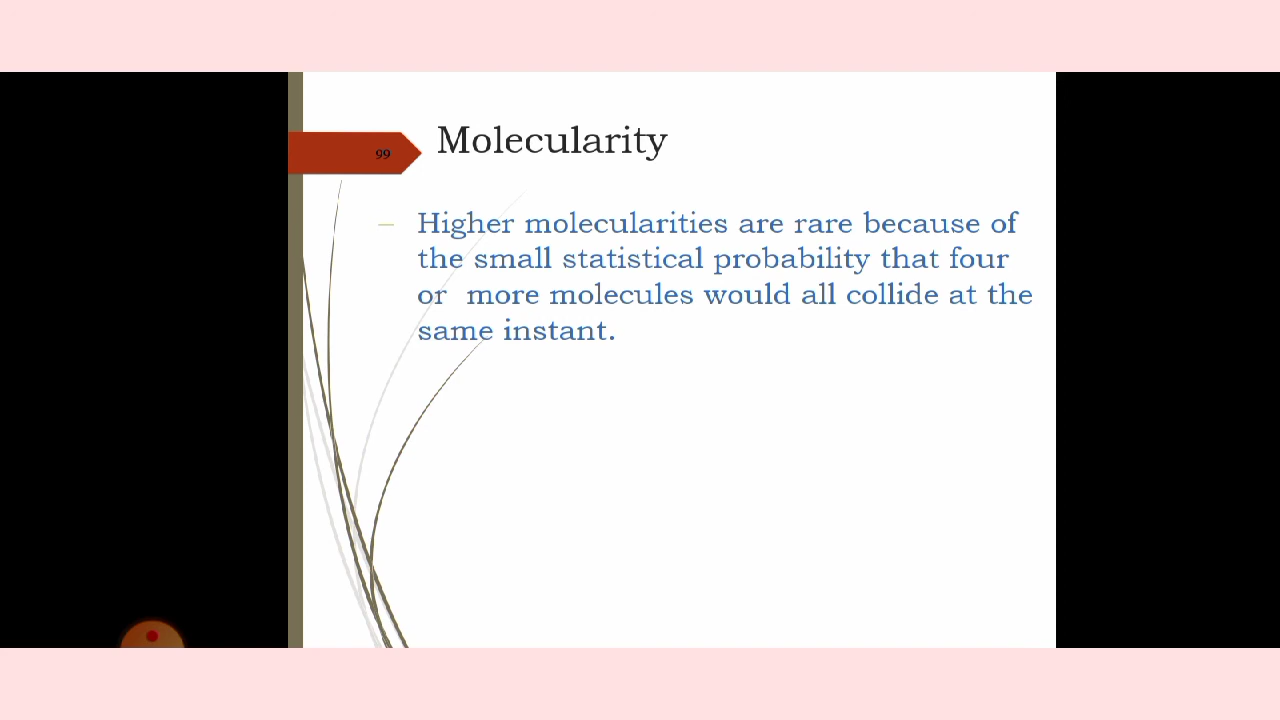 99
Molecularity
– Higher molecularities are rare because of
the small statistical probability that four
or  more molecules would all collide at the
same instant.